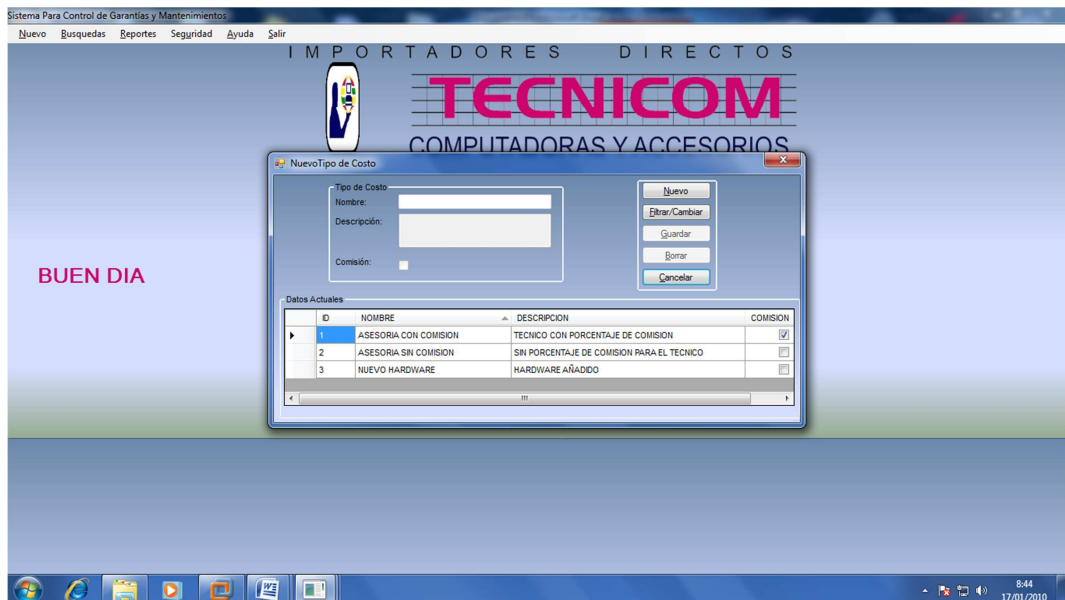 Sistema Para Control de Garantías y Mantenimientos
Nuevo Busquedas Reportes Seguridad Ayuda Salir
IMPORTADORES DIRECTOS
TECNICOM
COMPUTADORAS Y ACCESORIOS
NuevoTipo de Costo
Tipo de Costo
Nombre:
Descripción:
Comisión:
Nuevo
Filtrar/Cambiar
Guardar
Borrar
Cancelar
BUEN DIA
Datos Actuales
ID NOMBRE DESCRIPCION COMISION
1 ASESORIA CON COMISION TECNICO CON PORCENTAJE DE COMISION
2 ASESORIA SIN COMISION SIN PORCENTAJE DE COMISION PARA EL TECNICO
3 NUEVO HARDWARE HARDWARE AÑADIDO
8:44
17/01/2010